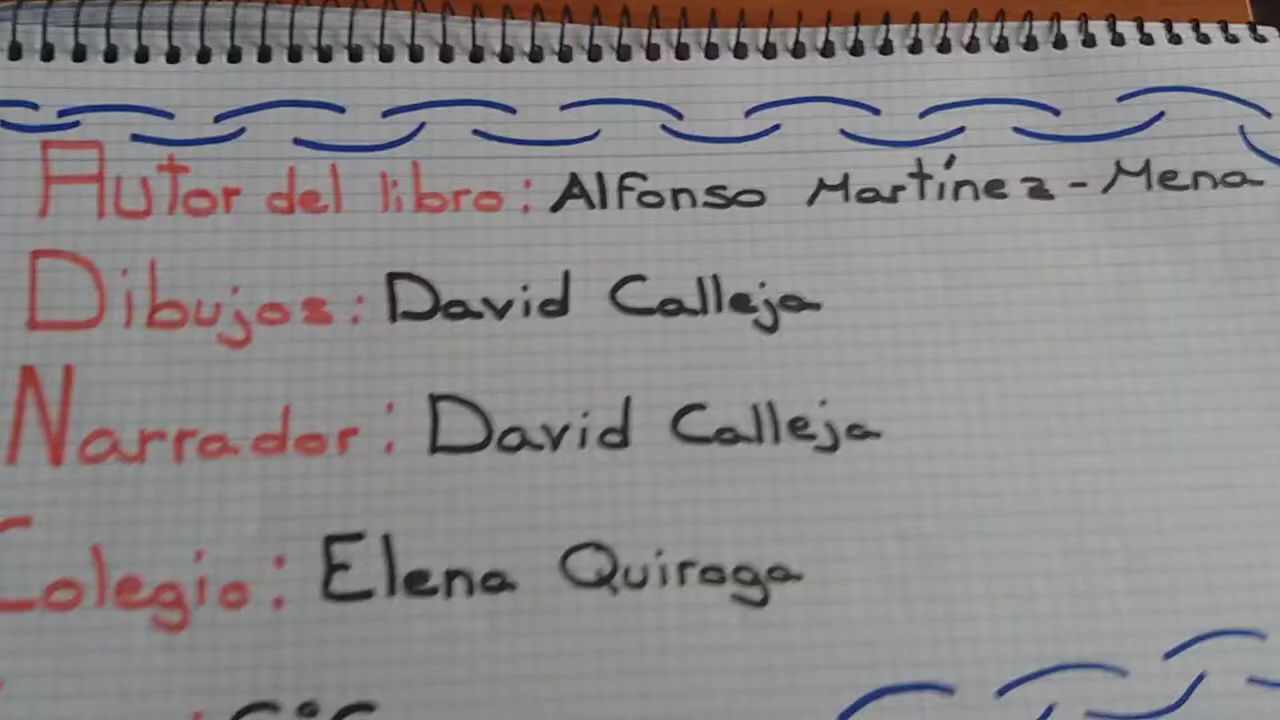 Autor del libro: Alfonso Martínez-Mena
Dibujos: David Calleja
Narrador: David Calleja
Colegio: Elena Quiroga